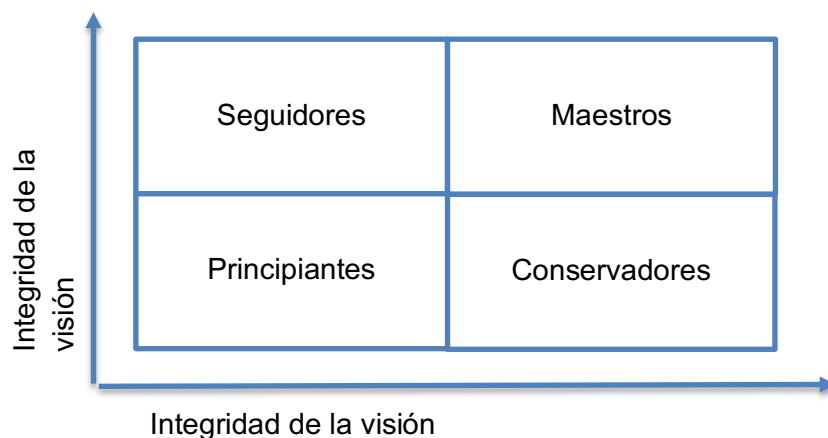 Seguidores
Maestros
Integridad de la
visión
Principiantes
Conservadores
Integridad de la visión